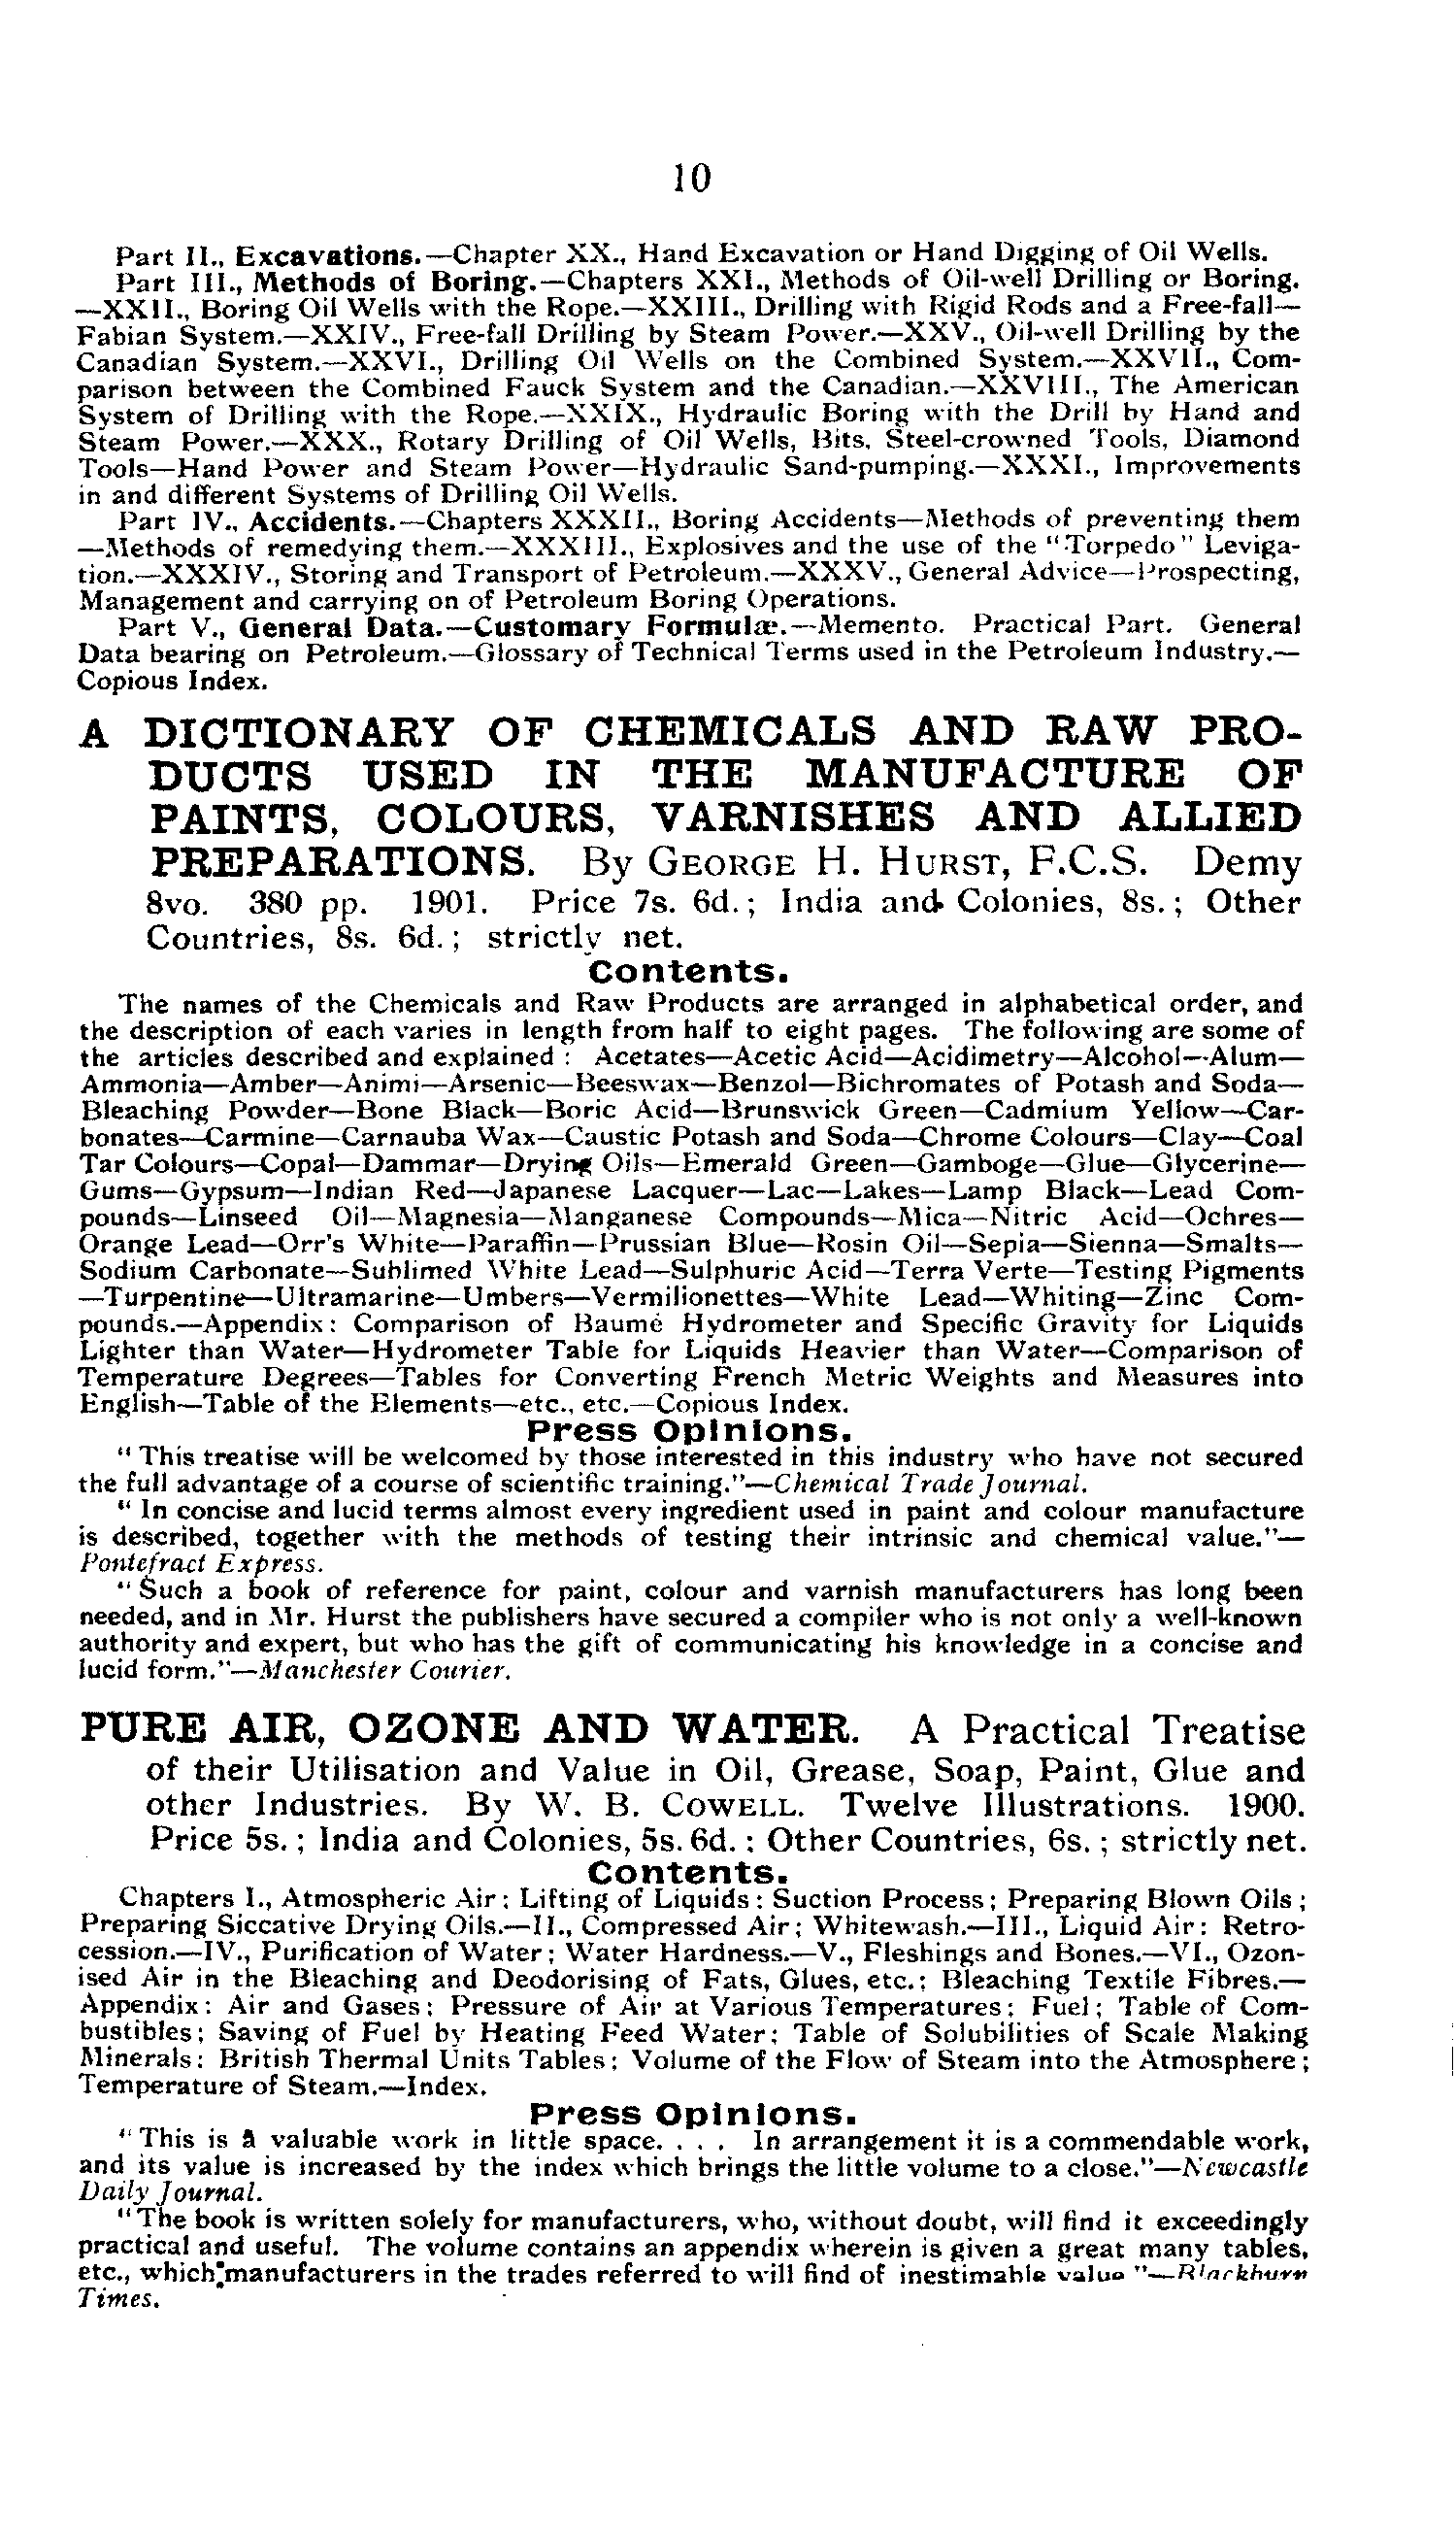 10
Part II., Excavations.—Chapter XX., Hand Excavation or Hand Digging of Oil Wells.
Part III., Methods of Boring.—Chapters XXI., Methods of Oil-well Drilling or Boring.
—XXII., Boring Oil Wells with the Rope.—XXIII., Drilling with Rigid Rods and a Free-fall—
Fabian System.—XXIV., Free-fall Drilling by Steam Power.—XXV., Oil-well Drilling by the
Canadian System.—XXVI., Drilling Oil Wells on the Combined System.—XXVII., Com-
parison between the Combined Fauck System and the Canadian.—XXVIII., The American
System of Drilling with the Rope.—XXIX., Hydraulic Boring with the Drill by Hand and
Steam Power.—XXX., Rotary Drilling of Oil Wells, Bits, Steel-crowned Tools, Diamond
Tools—Hand Power and Steam Power—Hydraulic Sand-pumping.—XXXI., Improvements
in and different Systems of Drilling Oil Wells.
Part IV., Accidents.—Chapters XXXII., Boring Accidents—Methods of preventing them
—Methods of remedying them.—XXXIII., Explosives and the use of the "Torpedo" Leviga-
tion.—XXXIV., Storing and Transport of Petroleum.—XXXV., General Advice—Prospecting,
Management and carrying on of Petroleum Boring Operations.
Part V., General Data.—Customary Formulæ.—Memento. Practical Part. General
Data bearing on Petroleum.—Glossary of Technical Terms used in the Petroleum Industry.—
Copious Index.
A DICTIONARY OF CHEMICALS AND RAW PRO-
DUCTS USED IN THE MANUFACTURE OF
PAINTS, COLOURS, VARNISHES AND ALLIED
PREPARATIONS. By GEORGE H. HURST, F.C.S. Demy
8vo. 380 pp. 1901. Price 7s. 6d.; India and Colonies, 8s.; Other
Countries, 8s. 6d.; strictly net.
Contents.
The names of the Chemicals and Raw Products are arranged in alphabetical order, and
the description of each varies in length from half to eight pages. The following are some of
the articles described and explained: Acetates—Acetic Acid—Acidimetry—Alcohol—Alum—
Ammonia—Amber—Animi—Arsenic—Beeswax—Benzol—Bichromates of Potash and Soda—
Bleaching Powder—Bone Black—Boric Acid—Brunswick Green—Cadmium Yellow—Car-
bonates—Carmine—Carnauba Wax—Caustic Potash and Soda—Chrome Colours—Clay—Coal
Tar Colours—Copal—Dammar—Drying Oils—Emerald Green—Gamboge—Glue—Glycerine—
Gums—Gypsum—Indian Red—Japanese Lacquer—Lac—Lakes—Lamp Black—Lead Com-
pounds—Linseed Oil—Magnesia—Manganese Compounds—Mica—Nitric Acid—Ochres—
Orange Lead—Orr's White—Paraffin—Prussian Blue—Rosin Oil—Sepia—Sienna—Smalts—
Sodium Carbonate—Sublimed White Lead—Sulphuric Acid—Terra Verte—Testing Pigments
—Turpentine—Ultramarine—Umbers—Vermilionettes—White Lead—Whiting—Zinc Com-
pounds.—Appendix: Comparison of Baumé Hydrometer and Specific Gravity for Liquids
Lighter than Water—Hydrometer Table for Liquids Heavier than Water—Comparison of
Temperature Degrees—Tables for Converting French Metric Weights and Measures into
English—Table of the Elements—etc., etc.—Copious Index.
Press Opinions.
"This treatise will be welcomed by those interested in this industry who have not secured
the full advantage of a course of scientific training."—Chemical Trade Journal.
"In concise and lucid terms almost every ingredient used in paint and colour manufacture
is described, together with the methods of testing their intrinsic and chemical value."—
Pontefract Express.
"Such a book of reference for paint, colour and varnish manufacturers has long been
needed, and in Mr. Hurst the publishers have secured a compiler who is not only a well-known
authority and expert, but who has the gift of communicating his knowledge in a concise and
lucid form."—Manchester Courier.
PURE AIR, OZONE AND WATER. A Practical Treatise
of their Utilisation and Value in Oil, Grease, Soap, Paint, Glue and
other Industries. By W. B. COWELL. Twelve Illustrations. 1900.
Price 5s.; India and Colonies, 5s. 6d.: Other Countries, 6s.; strictly net.
Contents.
Chapters I., Atmospheric Air; Lifting of Liquids: Suction Process; Preparing Blown Oils;
Preparing Siccative Drying Oils.—II., Compressed Air; Whitewash.—III., Liquid Air: Retro-
cession.—IV., Purification of Water; Water Hardness.—V., Fleshings and Bones.—VI., Ozon-
ised Air in the Bleaching and Deodorising of Fats, Glues, etc.; Bleaching Textile Fibres.—
Appendix: Air and Gases; Pressure of Air at Various Temperatures; Fuel; Table of Com-
bustibles; Saving of Fuel by Heating Feed Water; Table of Solubilities of Scale Making
Minerals; British Thermal Units Tables; Volume of the Flow of Steam into the Atmosphere;
Temperature of Steam.—Index.
Press Opinions.
"This is a valuable work in little space. . . . In arrangement it is a commendable work,
and its value is increased by the index which brings the little volume to a close."—Newcastle
Daily Journal.
"The book is written solely for manufacturers, who, without doubt, will find it exceedingly
practical and useful. The volume contains an appendix wherein is given a great many tables,
etc., which manufacturers in the trades referred to will find of inestimable value "—Blackburn
Times.